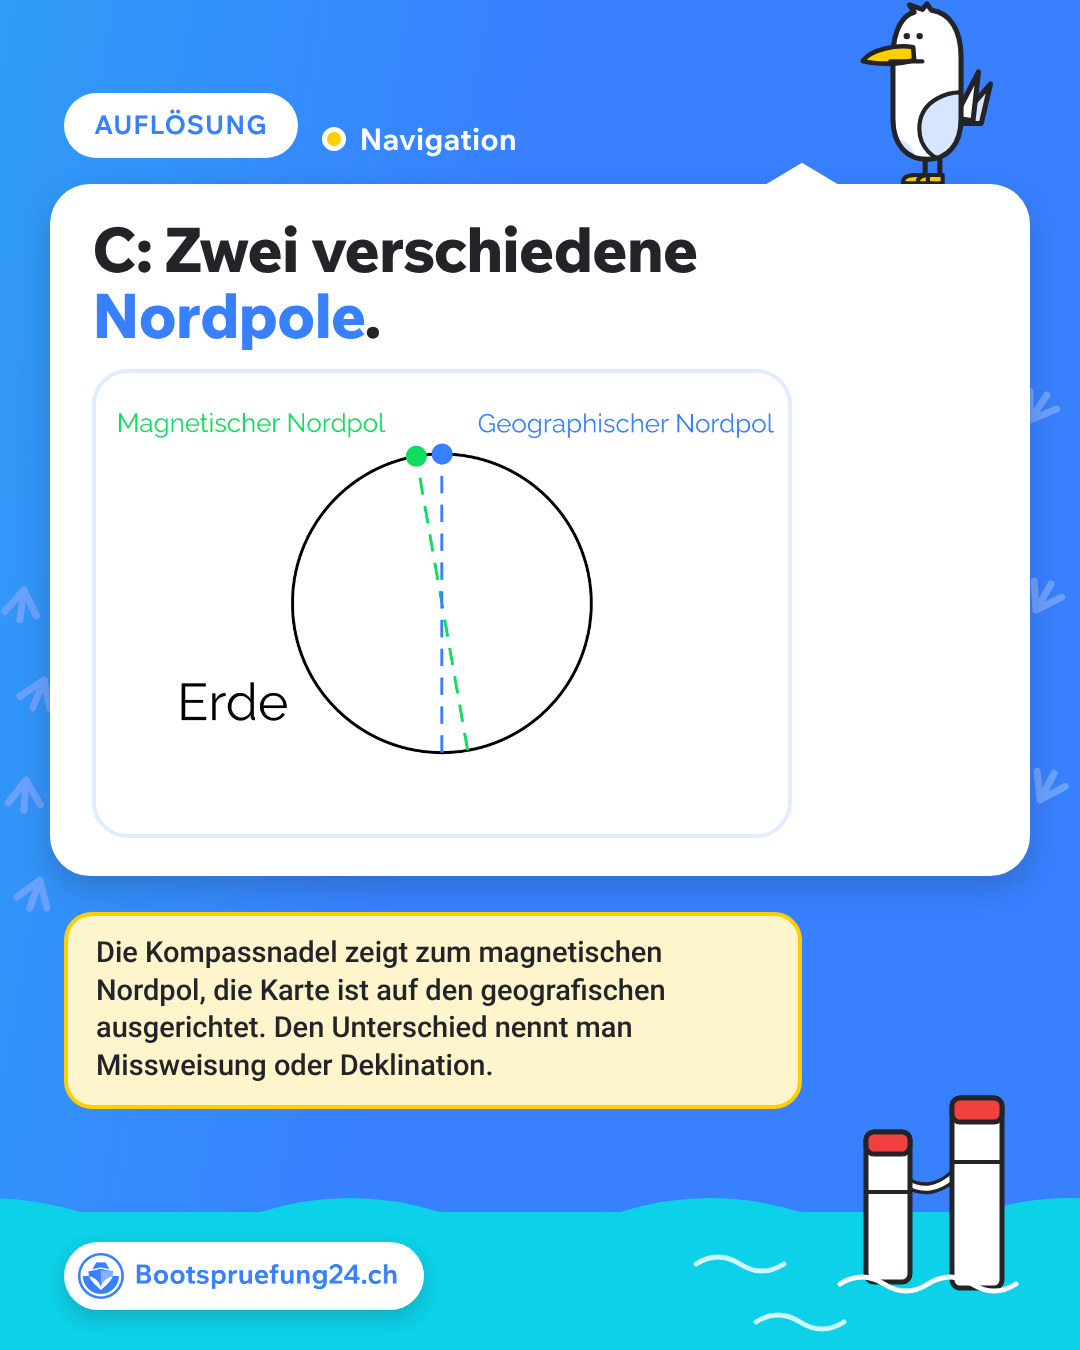 AUFLÖSUNG
Navigation
C: Zwei verschiedene
Nordpole.
Magnetischer Nordpol
Geographischer Nordpol
Erde
Die Kompassnadel zeigt zum magnetischen
Nordpol, die Karte ist auf den geografischen
ausgerichtet. Den Unterschied nennt man
Missweisung oder Deklination.
Bootspruefung24.ch